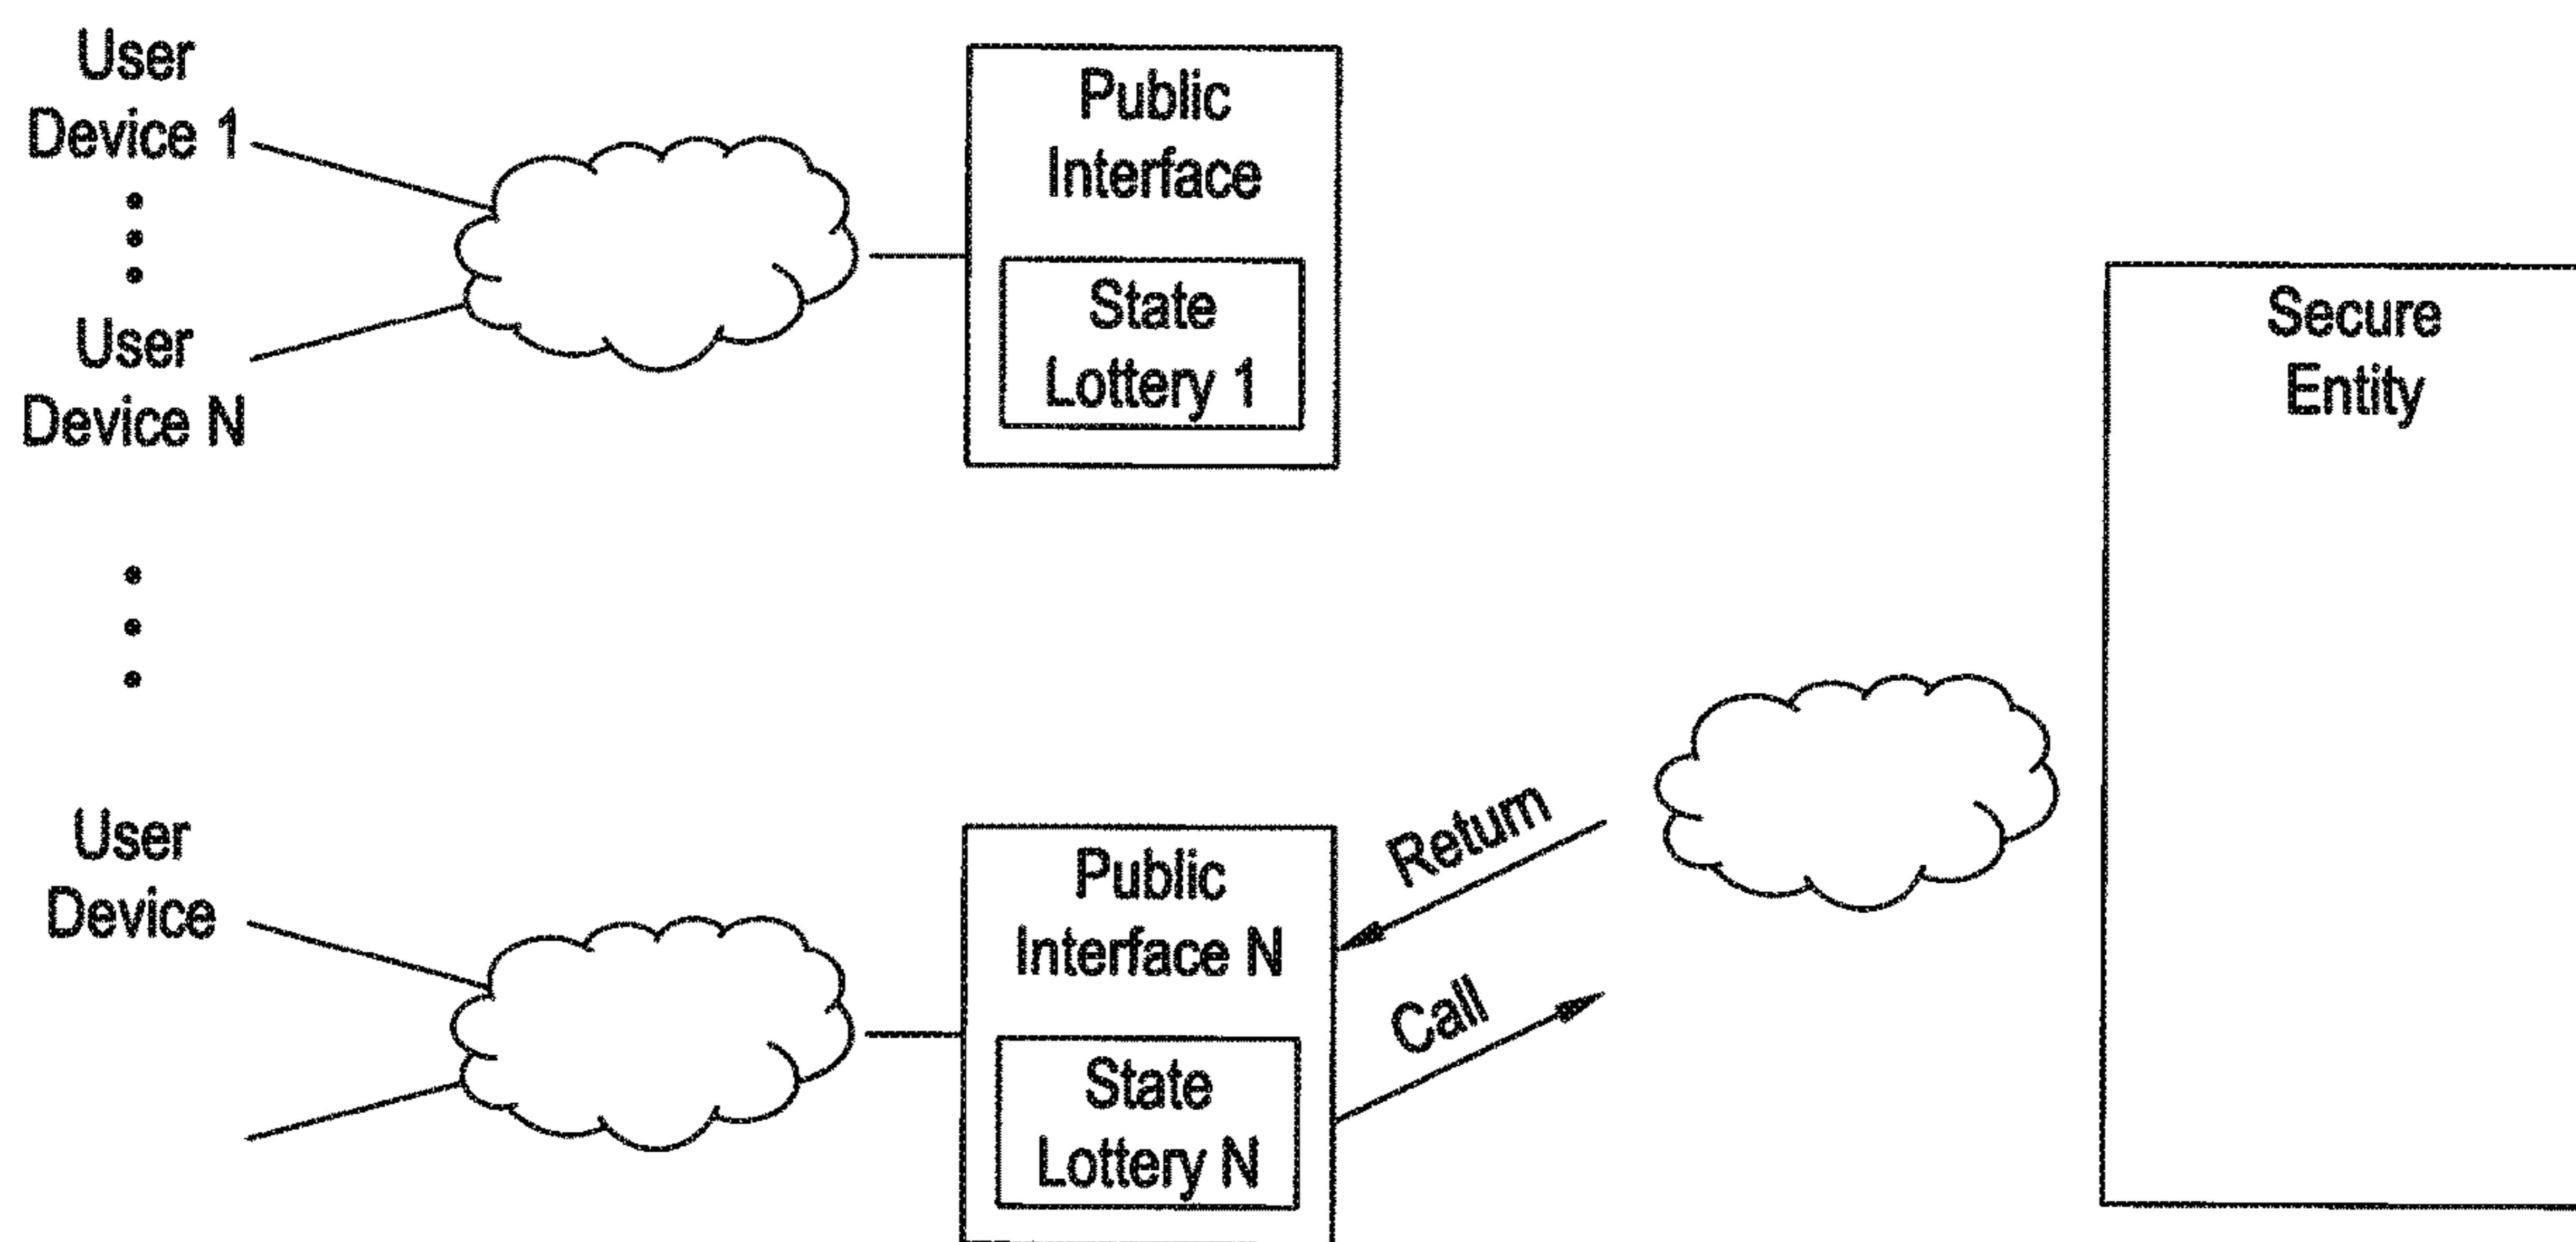 User
Device 1
User
Device N
Public
Interface
State
Lottery 1
Secure
Entity
User
Device
Public
Interface N
State
Lottery N
Return
Call